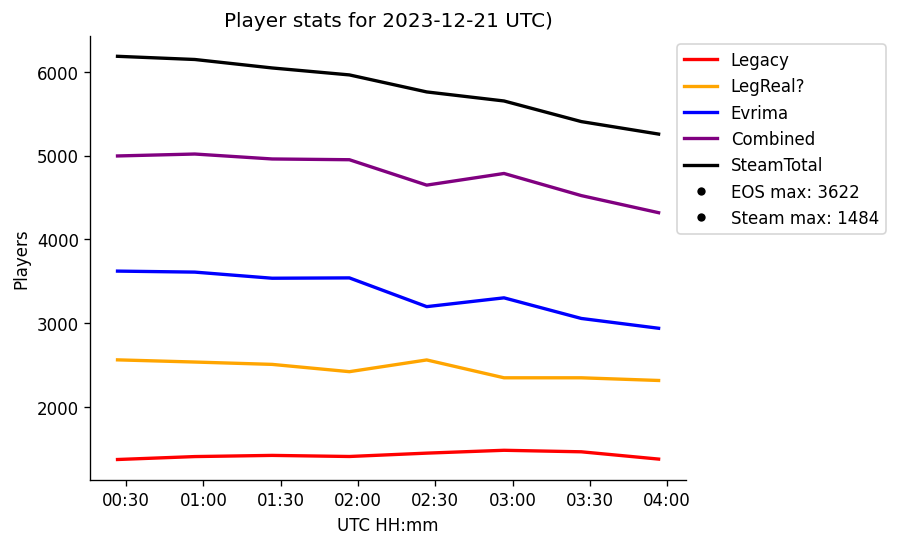 Player stats for 2023-12-21 UTC)
Legacy
LegReal?
Evrima
Combined
SteamTotal
EOS max: 3622
Steam max: 1484
Players
6000
5000
4000
3000
2000
00:30 01:00 01:30 02:00 02:30 03:00 03:30 04:00
UTC HH:mm